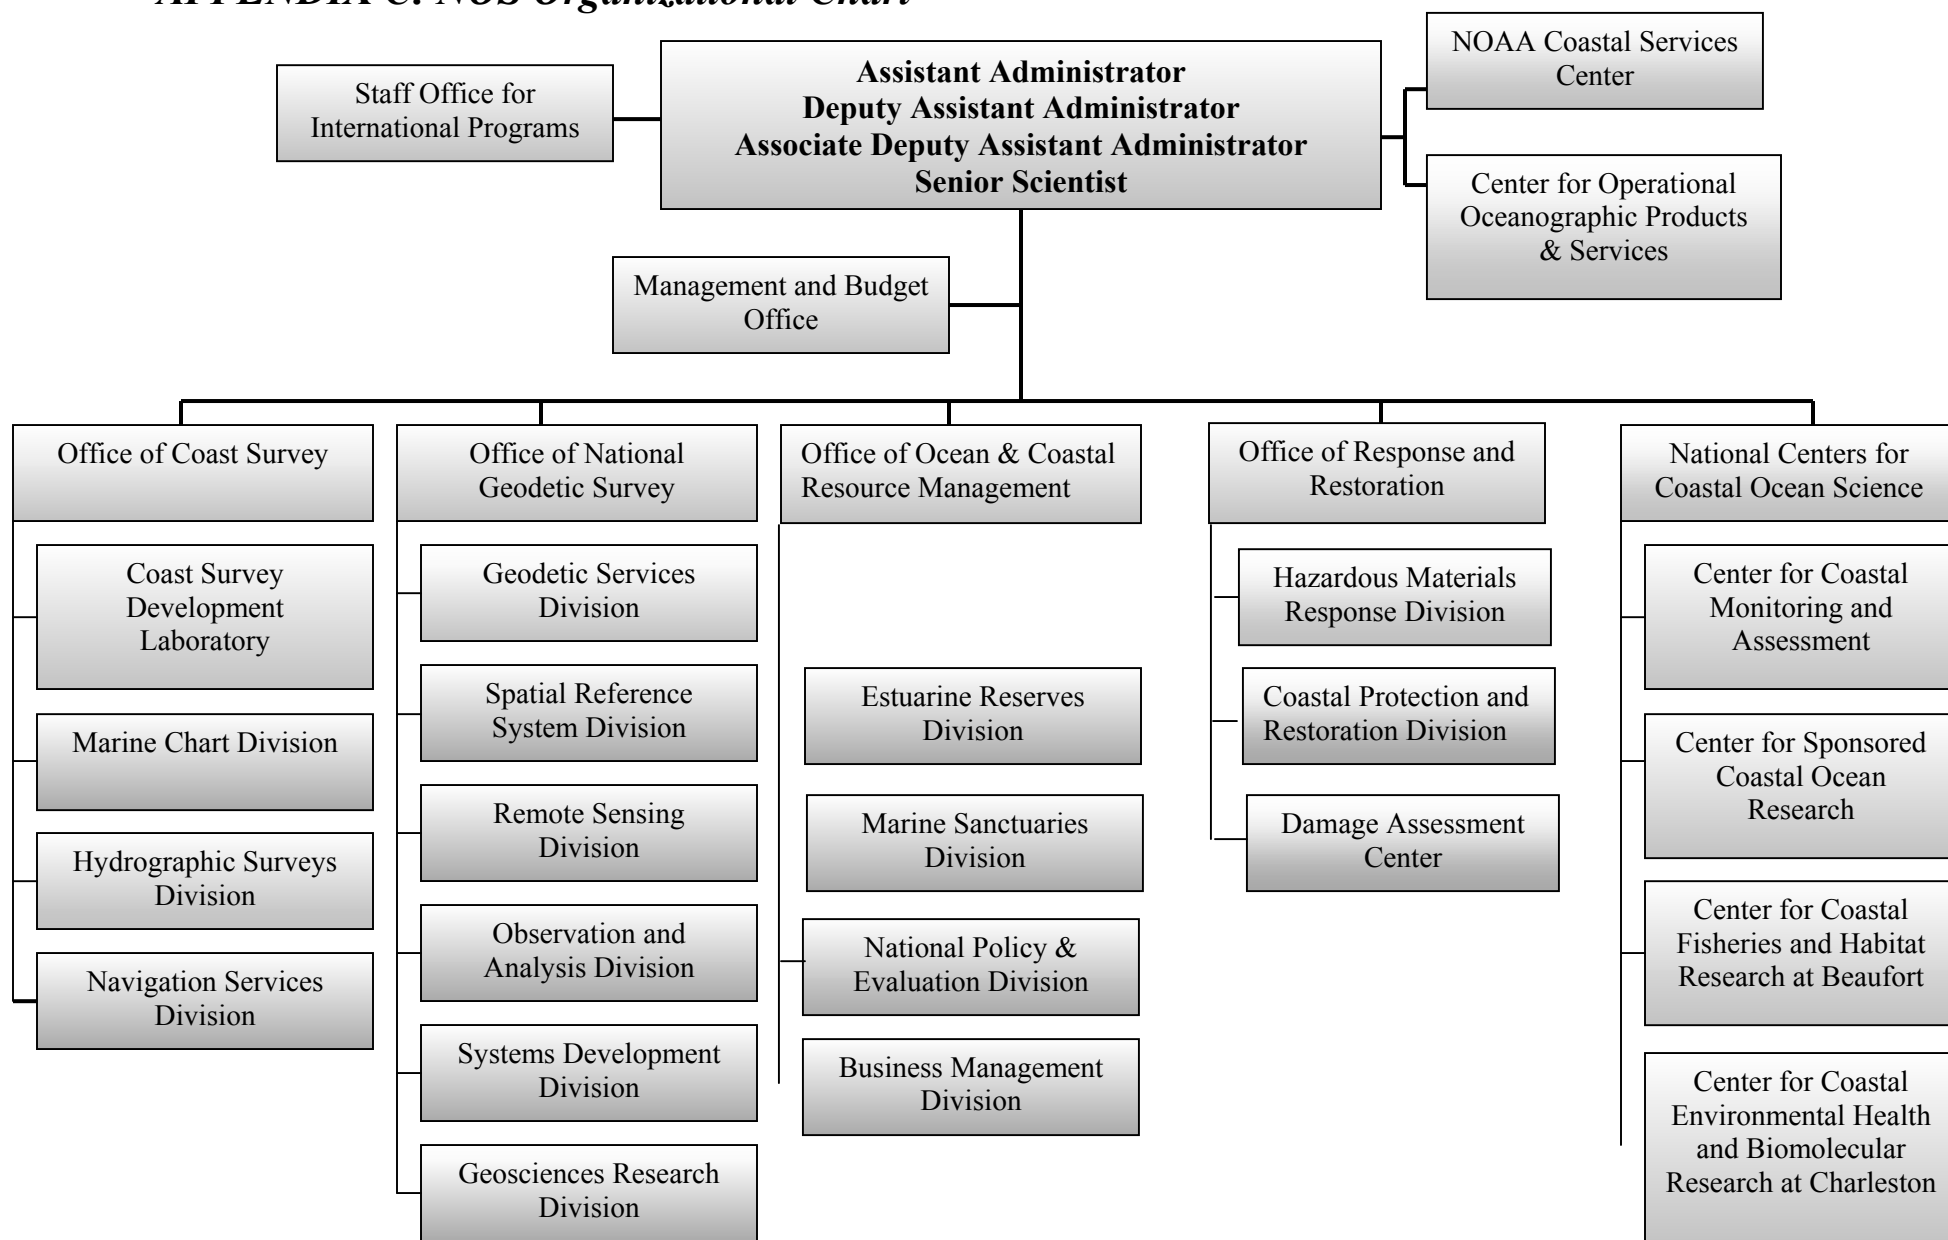 APPENDIX C: NOS Organizational Chart
Staff Office for
International Programs
Assistant Administrator
Deputy Assistant Administrator
Associate Deputy Assistant Administrator
Senior Scientist
NOAA Coastal Services
Center
Center for Operational
Oceanographic Products
& Services
Management and Budget
Office
Office of Coast Survey
Coast Survey
Development
Laboratory
Marine Chart Division
Hydrographic Surveys
Division
Navigation Services
Division
Office of National
Geodetic Survey
Geodetic Services
Division
Spatial Reference
System Division
Remote Sensing
Division
Observation and
Analysis Division
Systems Development
Division
Geosciences Research
Division
Office of Ocean & Coastal
Resource Management
Estuarine Reserves
Division
Marine Sanctuaries
Division
National Policy &
Evaluation Division
Business Management
Division
Office of Response and
Restoration
Hazardous Materials
Response Division
Coastal Protection and
Restoration Division
Damage Assessment
Center
National Centers for
Coastal Ocean Science
Center for Coastal
Monitoring and
Assessment
Center for Sponsored
Coastal Ocean
Research
Center for Coastal
Fisheries and Habitat
Research at Beaufort
Center for Coastal
Environmental Health
and Biomolecular
Research at Charleston